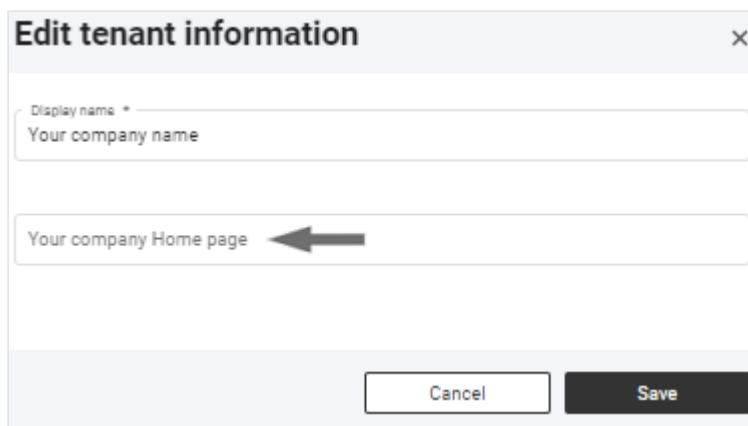 Edit tenant information
Display name *
Your company name
Your company Home page
Cancel
Save